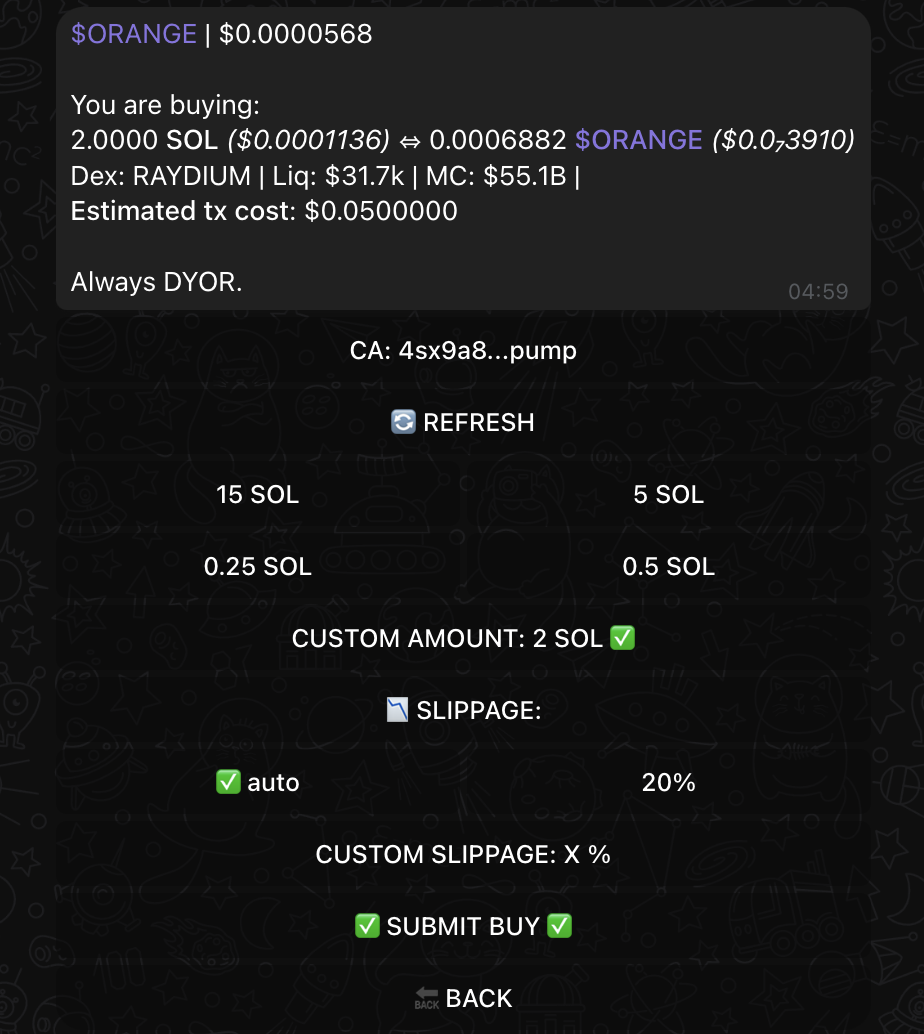 $ORANGE | $0.0000568
You are buying:
2.0000 SOL ($0.0001136) ⇔ 0.0006882 $ORANGE ($0.0₇3910)
Dex: RAYDIUM | Liq: $31.7k | MC: $55.1B |
Estimated tx cost: $0.0500000
Always DYOR.
04:59
CA: 4sx9a8...pump
🔄 REFRESH
15 SOL
5 SOL
0.25 SOL
0.5 SOL
CUSTOM AMOUNT: 2 SOL ✅
📉 SLIPPAGE:
✅ auto
20%
CUSTOM SLIPPAGE: X %
✅ SUBMIT BUY ✅
🔙 BACK